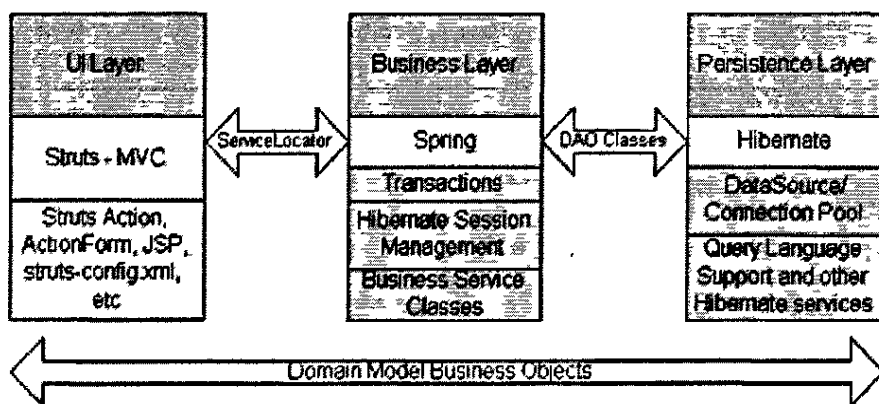 UI Layer
Struts - MVC
Struts Action,
ActionForm, JSP,
struts-config.xml,
etc
ServiceLocator
Business Layer
Spring
Transactions
Hibernate Session
Management
Business Service
Classes
DAO Classes
Persistence Layer
Hibernate
DataSource/
Connection Pool
Query Language
Support and other
Hibernate services
Domain Model Business Objects